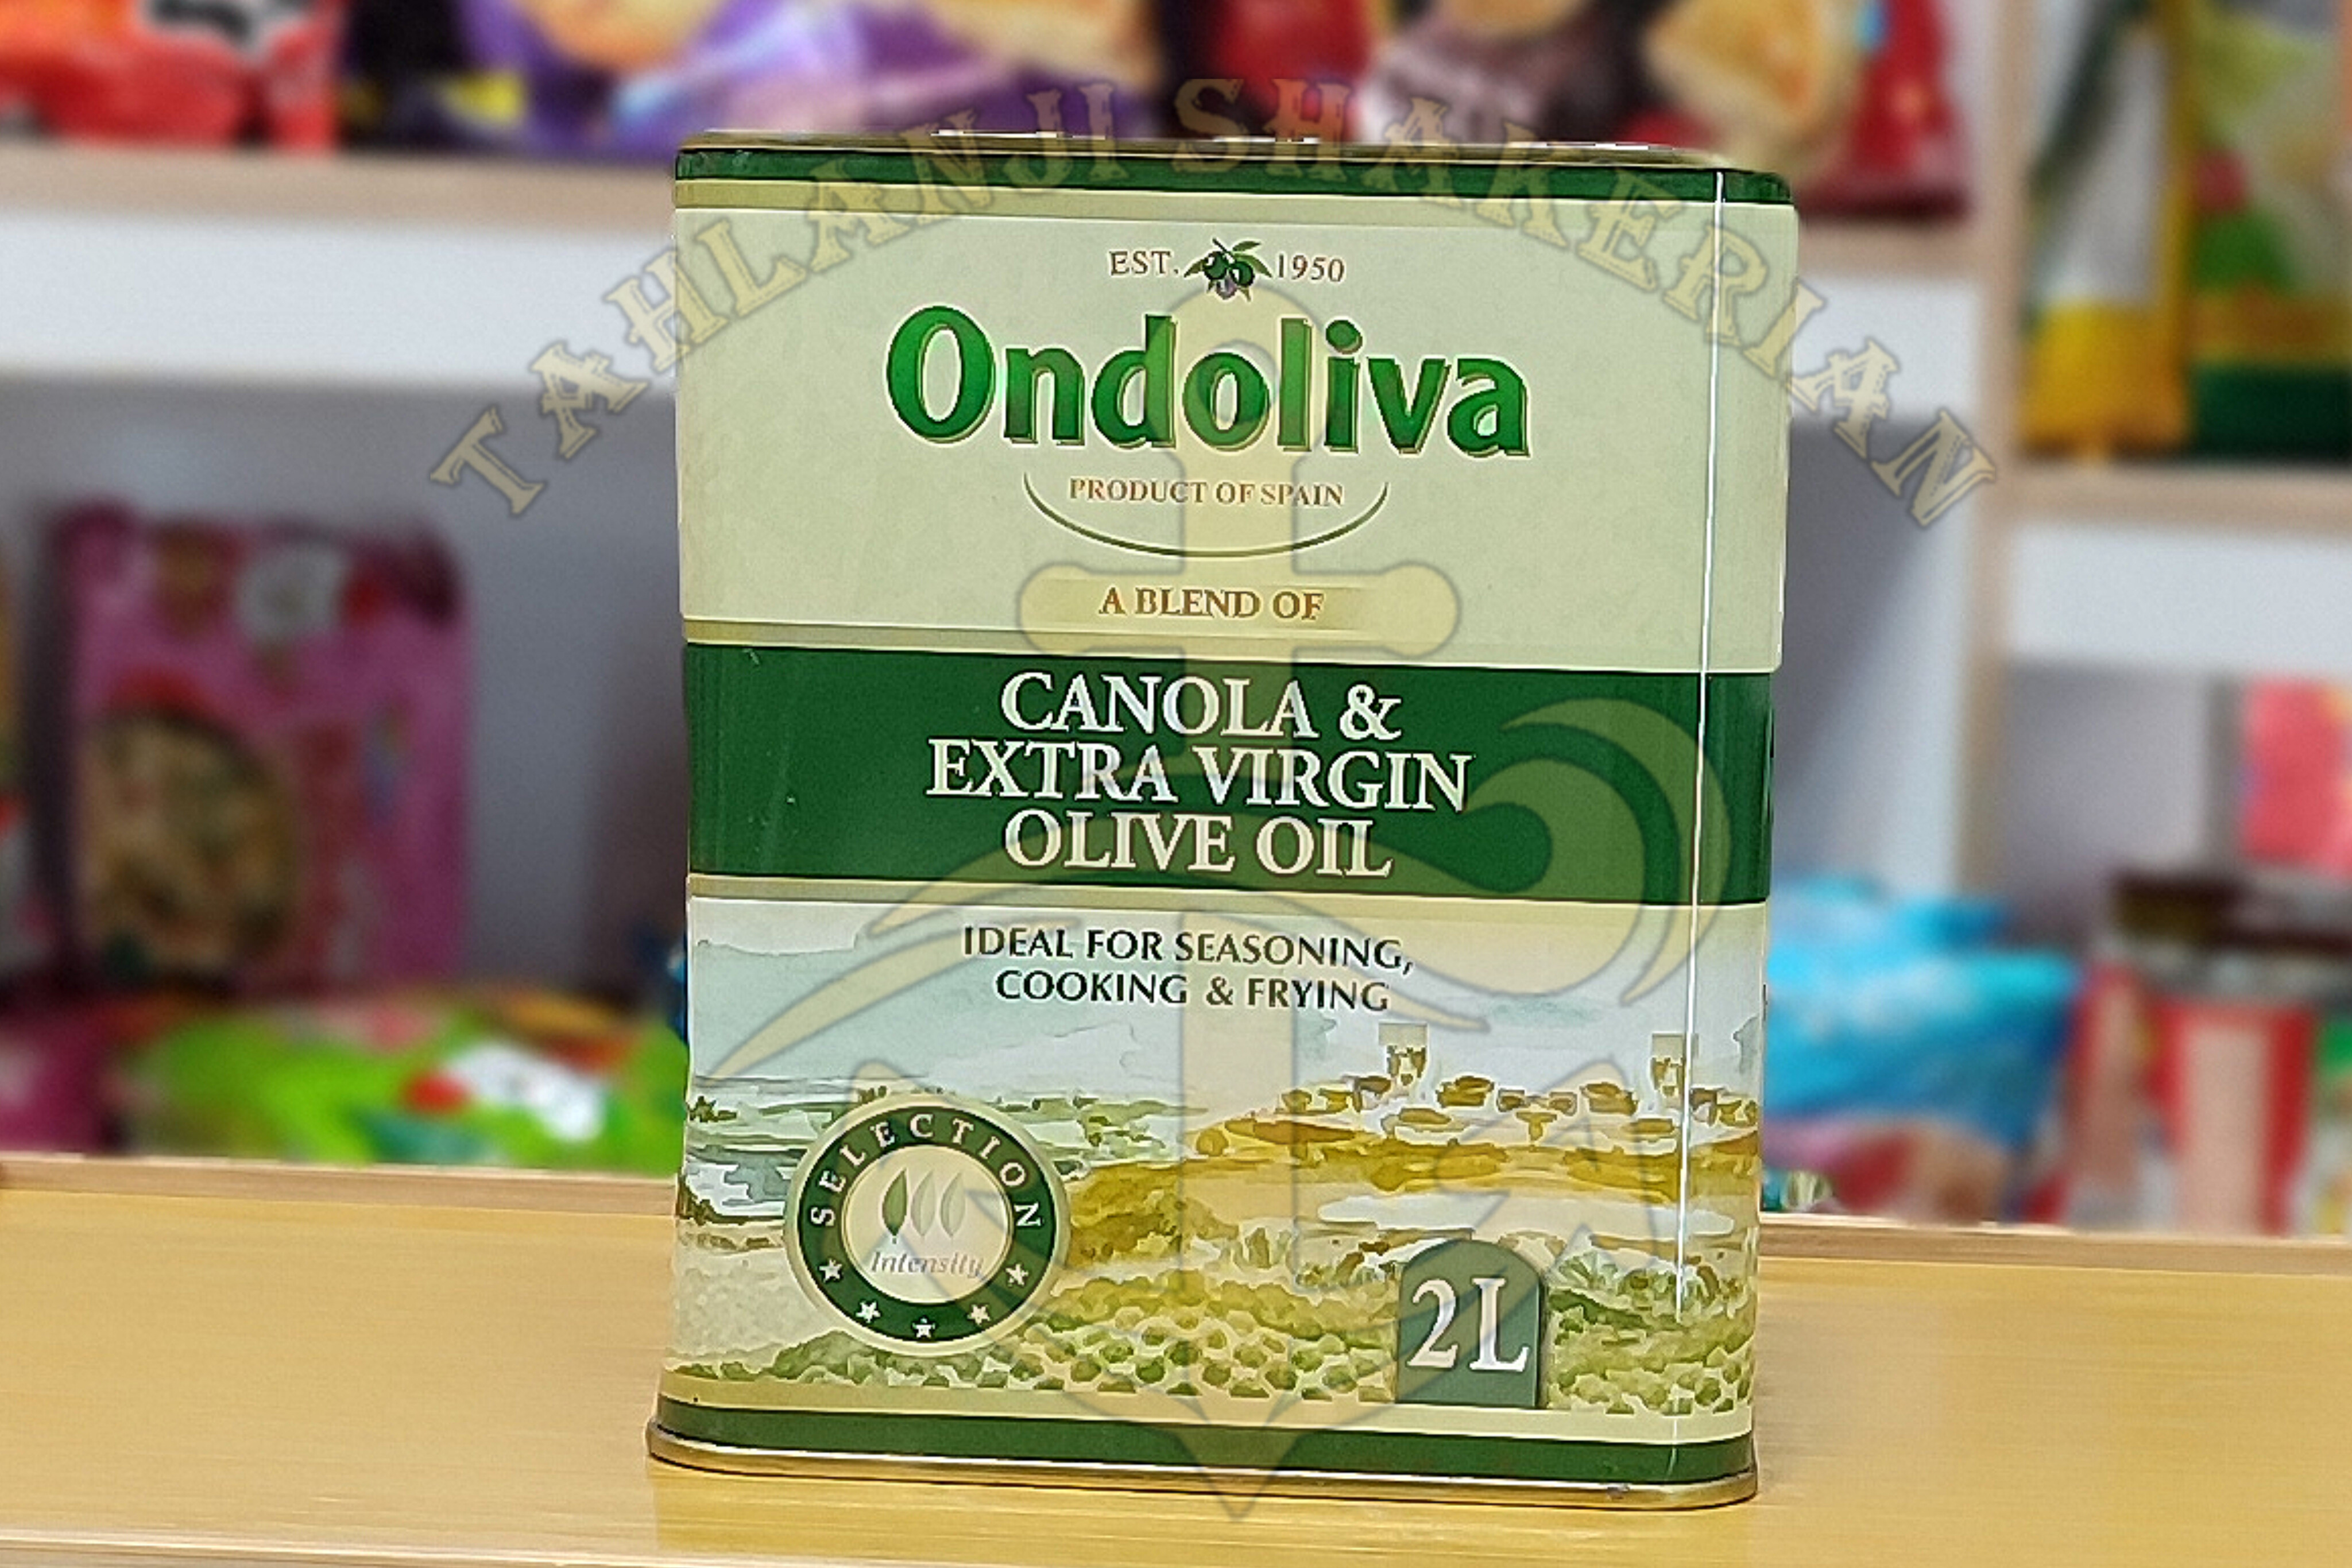 TAHLANJI SHAKERIAN
EST. 1950
Ondoliva
PRODUCT OF SPAIN
A BLEND OF
CANOLA &
EXTRA VIRGIN
OLIVE OIL
IDEAL FOR SEASONING,
COOKING & FRYING
SELECTION
Intensity
2L